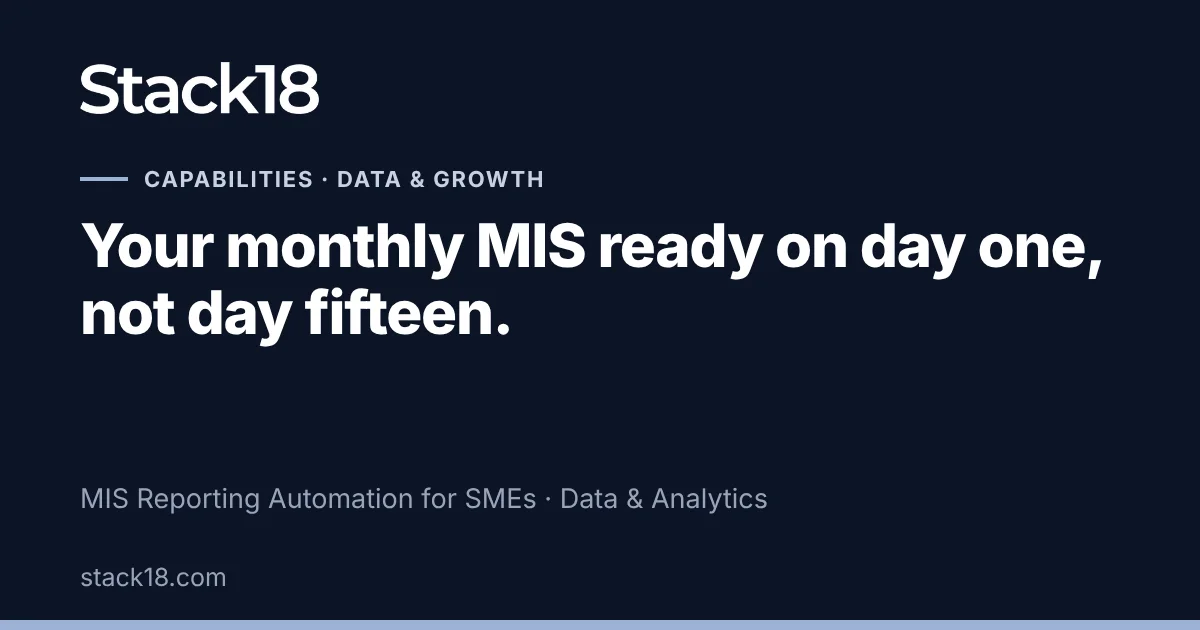 Stack18
CAPABILITIES · DATA & GROWTH
Your monthly MIS ready on day one,
not day fifteen.
MIS Reporting Automation for SMEs · Data & Analytics
stack18.com